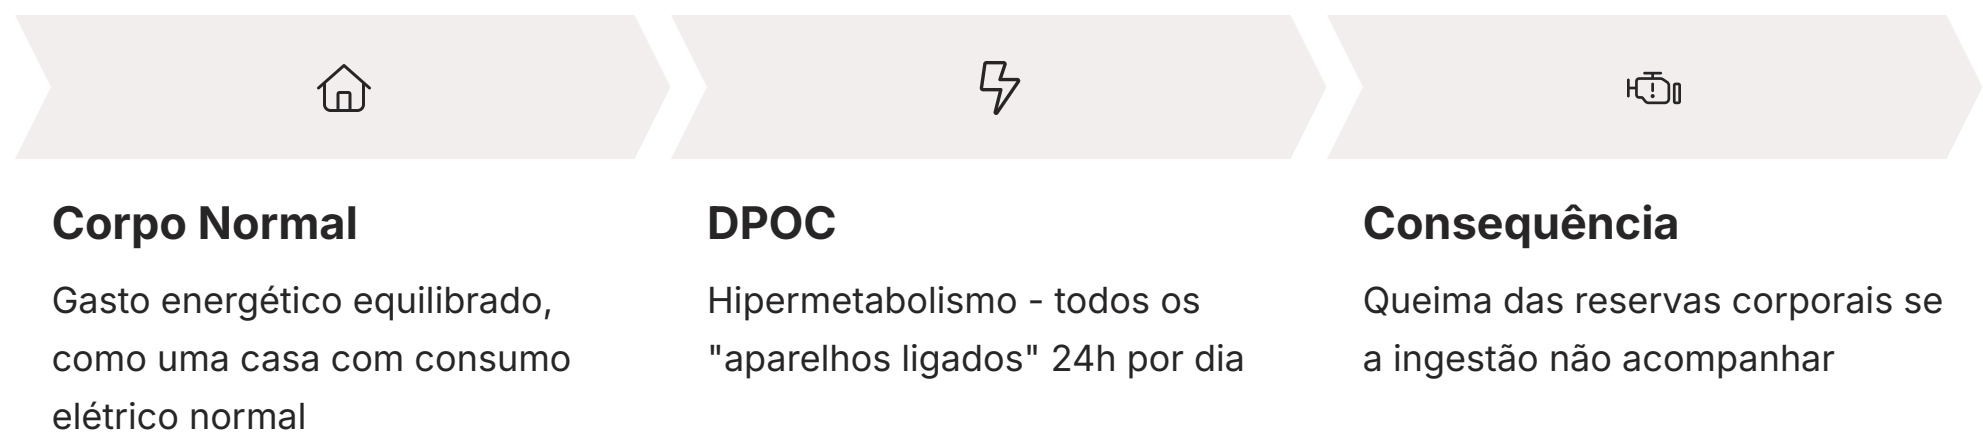 Corpo Normal
Gasto energético equilibrado,
como uma casa com consumo
elétrico normal
DPOC
Hipermetabolismo - todos os
"aparelhos ligados" 24h por dia
Consequência
Queima das reservas corporais se
a ingestão não acompanhar